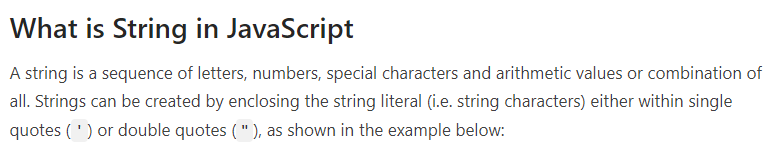 What is String in JavaScript
A string is a sequence of letters, numbers, special characters and arithmetic values or combination of
all. Strings can be created by enclosing the string literal (i.e. string characters) either within single
quotes ( ' ) or double quotes ( " ), as shown in the example below: